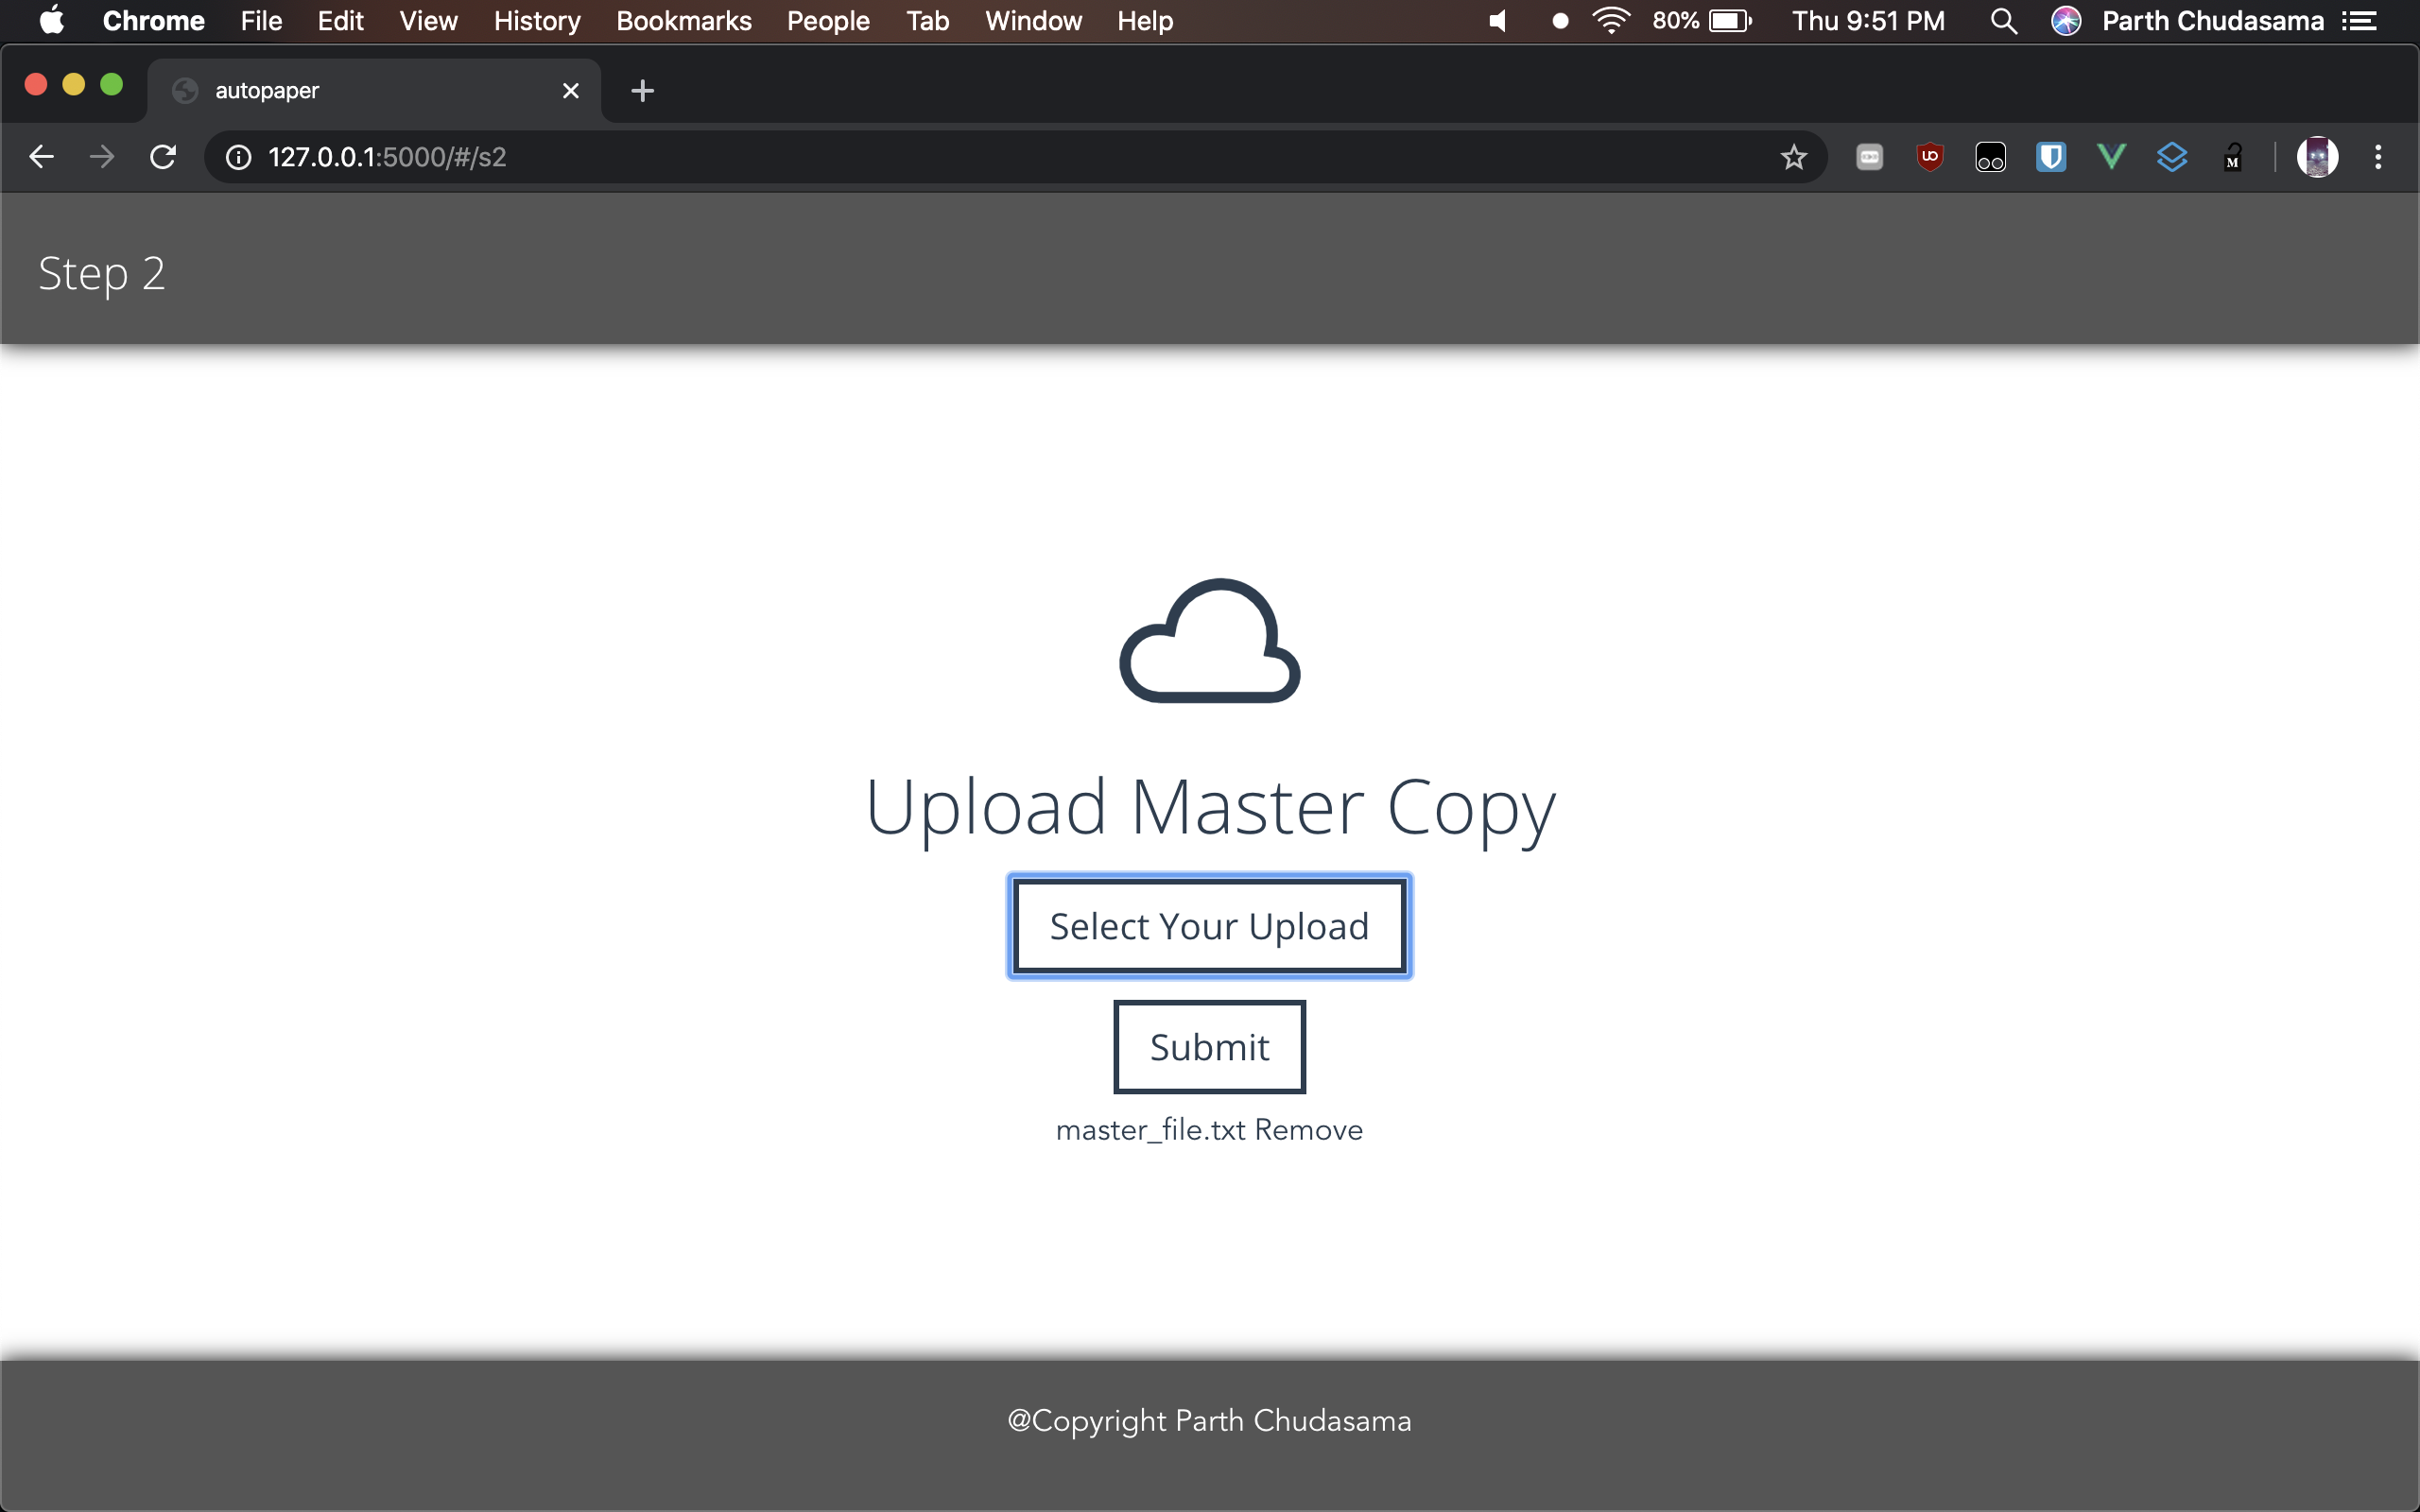 Chrome File Edit View History Bookmarks People Tab Window Help 80% Thu 9:51 PM Parth Chudasama
autopaper
127.0.0.1:5000/#/s2
Step 2
Upload Master Copy
Select Your Upload
Submit
master_file.txt Remove
@Copyright Parth Chudasama